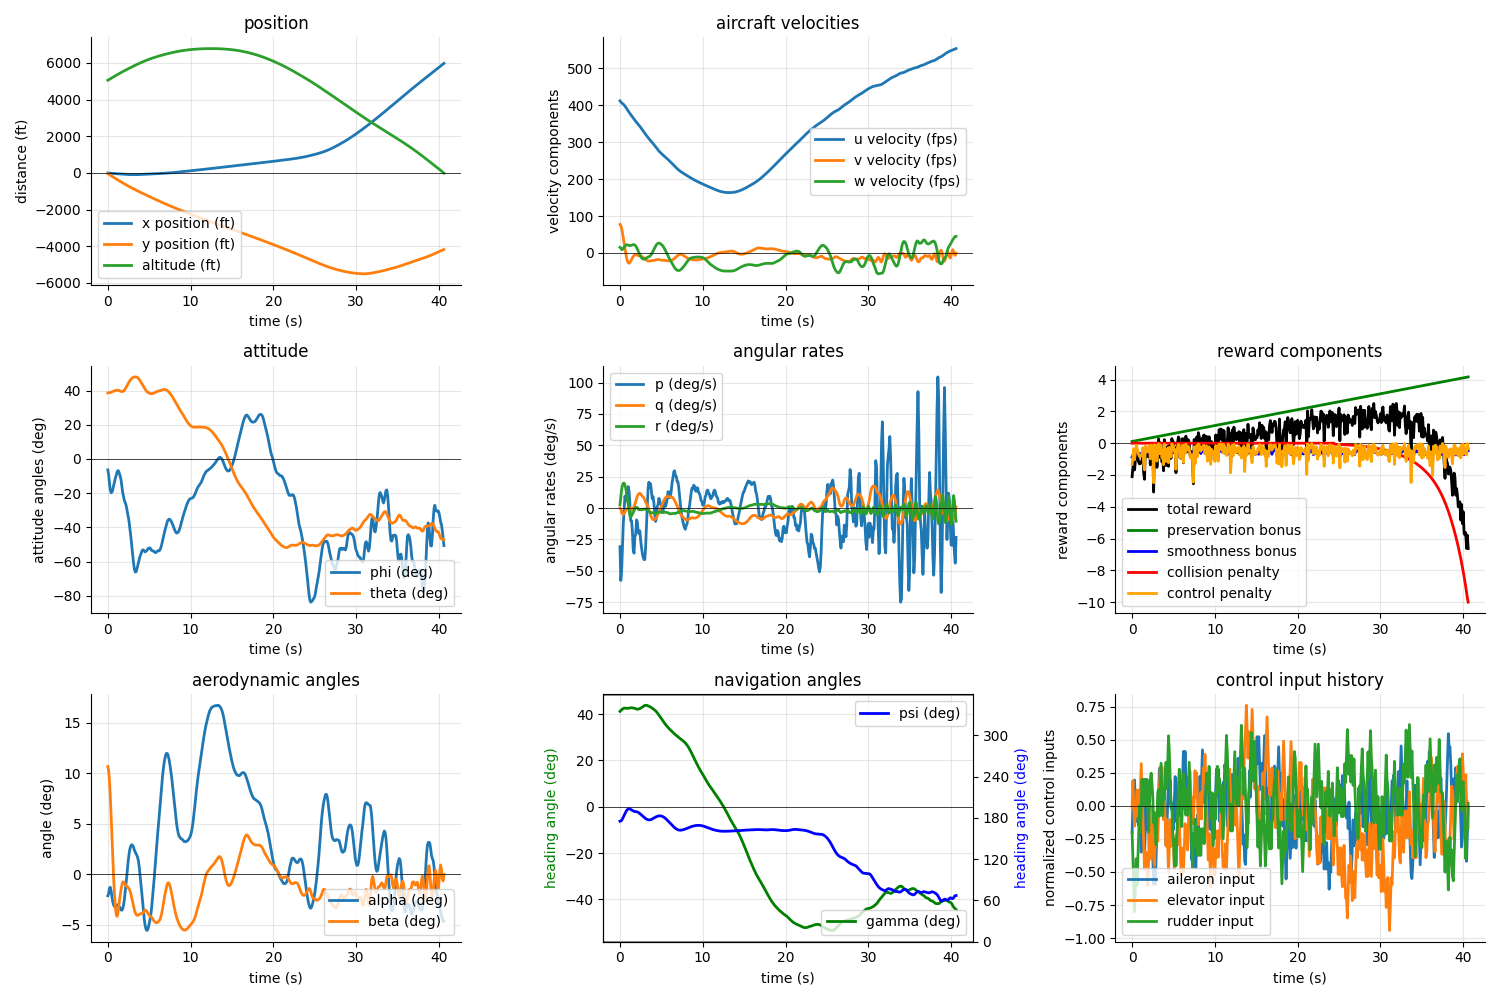 position
distance (ft)
6000
4000
2000
0
−2000
−4000
−6000
x position (ft)
y position (ft)
altitude (ft)
0 10 20 30 40
time (s)
aircraft velocities
velocity components
500
400
300
200
100
0
u velocity (fps)
v velocity (fps)
w velocity (fps)
0 10 20 30 40
time (s)
attitude
attitude angles (deg)
40
20
0
−20
−40
−60
−80
phi (deg)
theta (deg)
0 10 20 30 40
time (s)
angular rates
angular rates (deg/s)
100
75
50
25
0
−25
−50
−75
p (deg/s)
q (deg/s)
r (deg/s)
0 10 20 30 40
time (s)
reward components
reward components
4
2
0
−2
−4
−6
−8
−10
total reward
preservation bonus
smoothness bonus
collision penalty
control penalty
0 10 20 30 40
time (s)
aerodynamic angles
angle (deg)
15
10
5
0
−5
alpha (deg)
beta (deg)
0 10 20 30 40
time (s)
navigation angles
heading angle (deg)
40
20
0
−20
−40
psi (deg)
gamma (deg)
300
240
180
120
60
0
heading angle (deg)
0 10 20 30 40
time (s)
control input history
normalized control inputs
0.75
0.50
0.25
0.00
−0.25
−0.50
−0.75
−1.00
aileron input
elevator input
rudder input
0 10 20 30 40
time (s)